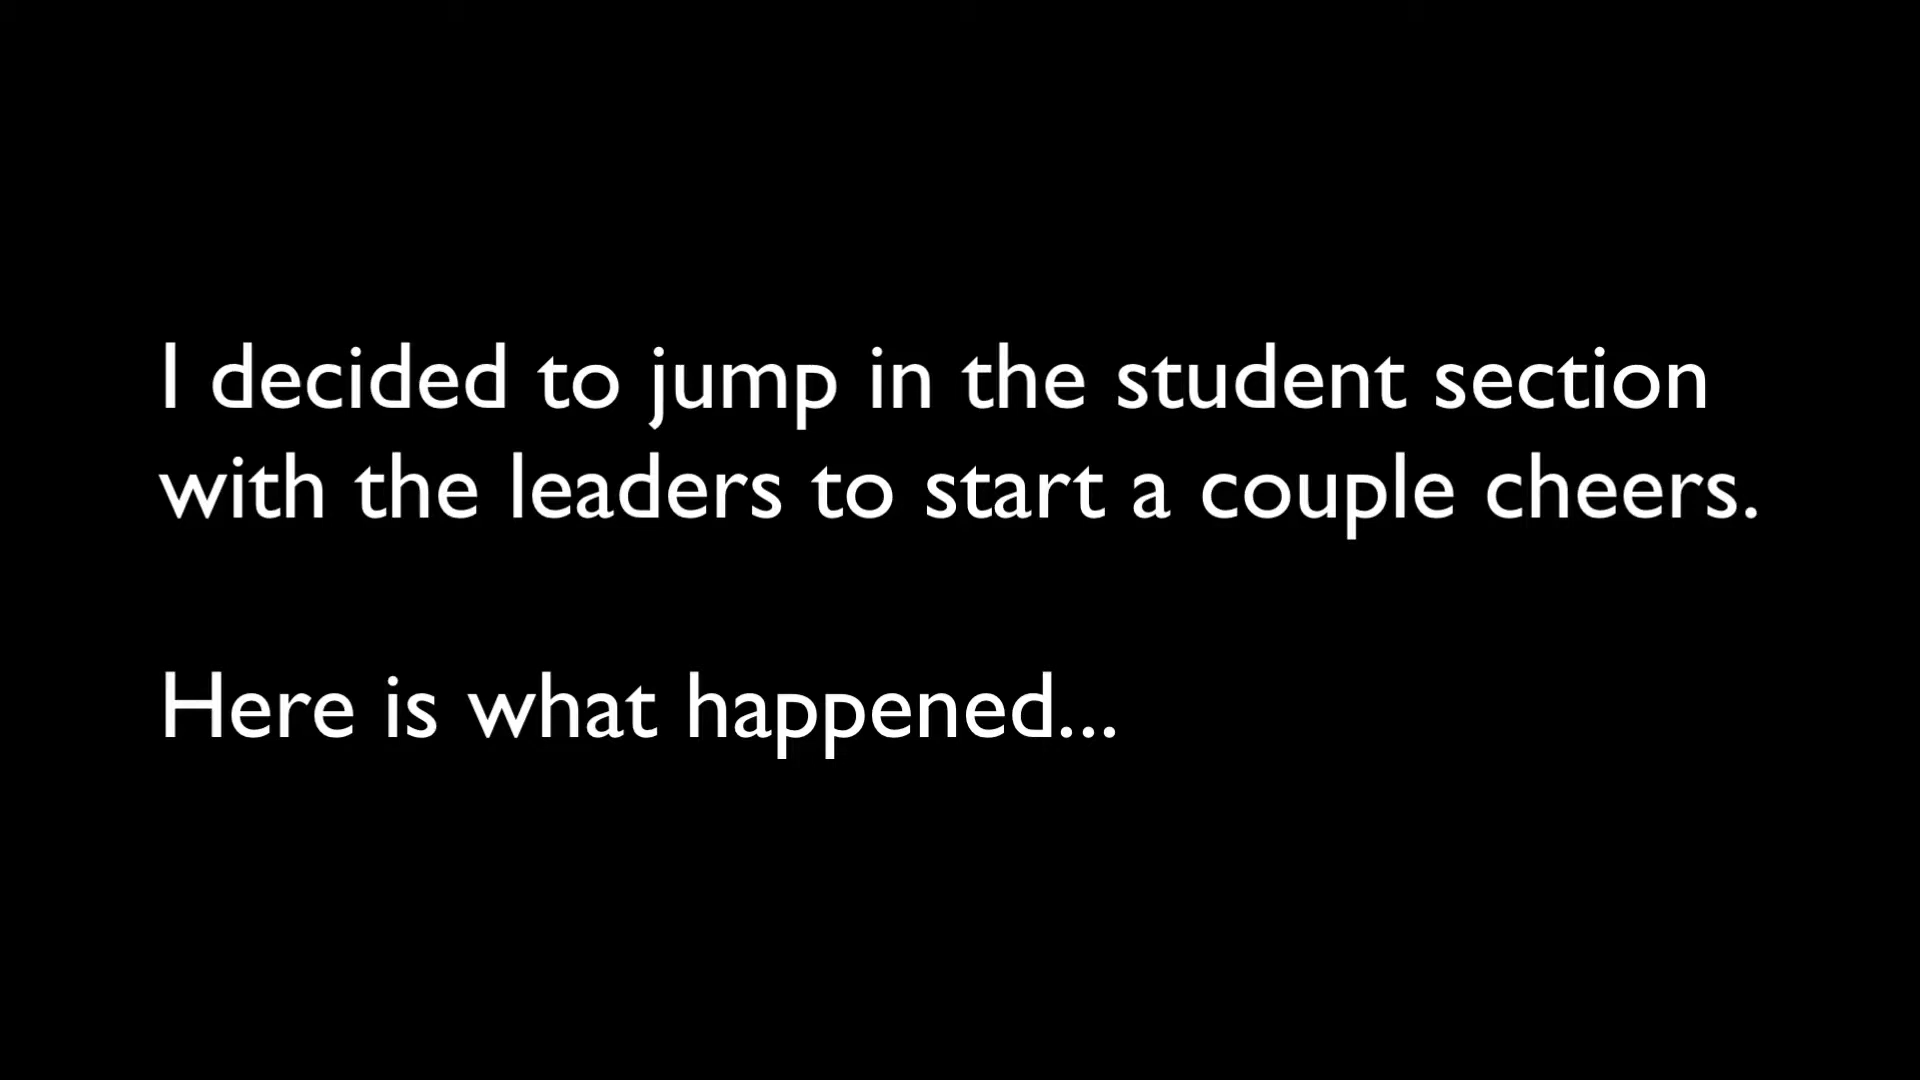 I decided to jump in the student section
with the leaders to start a couple cheers.
Here is what happened...